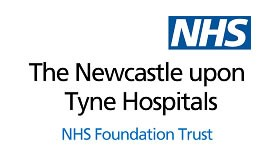 NHS
The Newcastle upon
Tyne Hospitals
NHS Foundation Trust